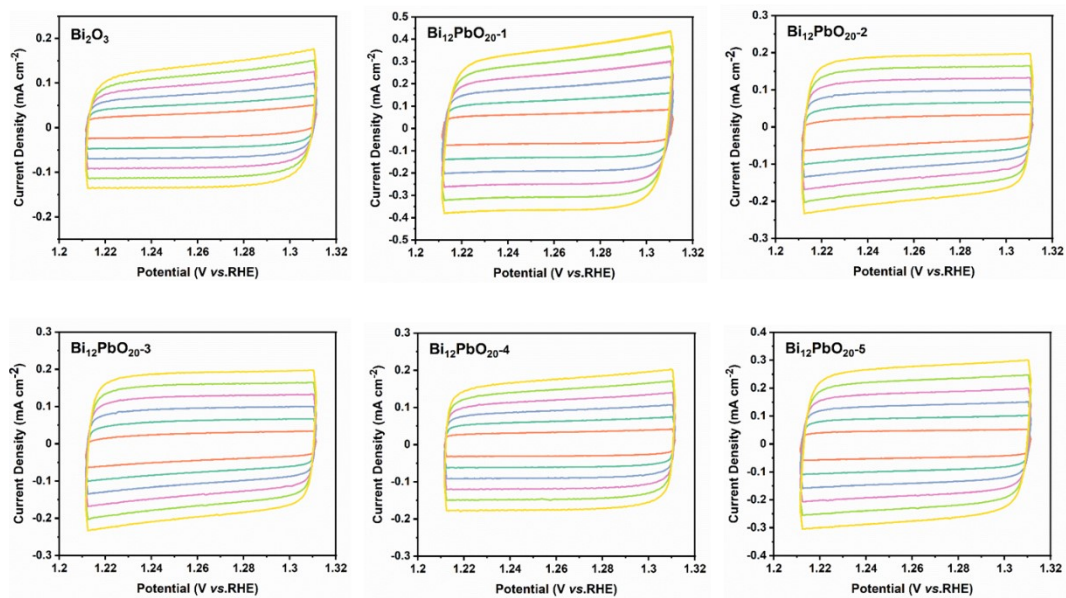 Bi₂O₃
Current Density (mA cm⁻²)
0.2
0.1
0
-0.1
-0.2
1.2 1.22 1.24 1.26 1.28 1.3 1.32
Potential (V vs.RHE)
Bi₁₂PbO₂₀-1
Current Density (mA cm⁻²)
0.5
0.4
0.3
0.2
0.1
0
-0.1
-0.2
-0.3
-0.4
-0.5
1.2 1.22 1.24 1.26 1.28 1.3 1.32
Potential (V vs.RHE)
Bi₁₂PbO₂₀-2
Current Density (mA cm⁻²)
0.3
0.2
0.1
0
-0.1
-0.2
-0.3
1.2 1.22 1.24 1.26 1.28 1.3 1.32
Potential (V vs.RHE)
Bi₁₂PbO₂₀-3
Current Density (mA cm⁻²)
0.3
0.2
0.1
0
-0.1
-0.2
-0.3
1.2 1.22 1.24 1.26 1.28 1.3 1.32
Potential (V vs.RHE)
Bi₁₂PbO₂₀-4
Current Density (mA cm⁻²)
0.3
0.2
0.1
0
-0.1
-0.2
-0.3
1.2 1.22 1.24 1.26 1.28 1.3 1.32
Potential (V vs.RHE)
Bi₁₂PbO₂₀-5
Current Density (mA cm⁻²)
0.4
0.3
0.2
0.1
0
-0.1
-0.2
-0.3
-0.4
1.2 1.22 1.24 1.26 1.28 1.3 1.32
Potential (V vs.RHE)